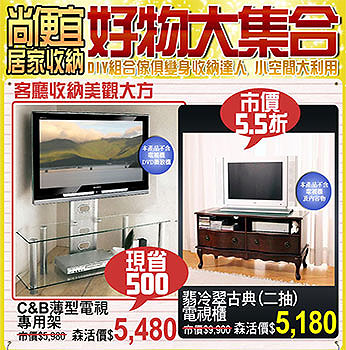 尚便宜
居家收納
好物大集合
DIY組合傢俱變身收納達人 小空間大利用
客廳收納美觀大方
市價
5.5折
本產品不含
電視機
DVD播放機
本產品不含
電視機
及內容物
現省
500
C&B薄型電視
專用架
市價$5,980 森活價$5,480
翡冷翠古典(二抽)
電視櫃
市價$9,900 森活價$5,180